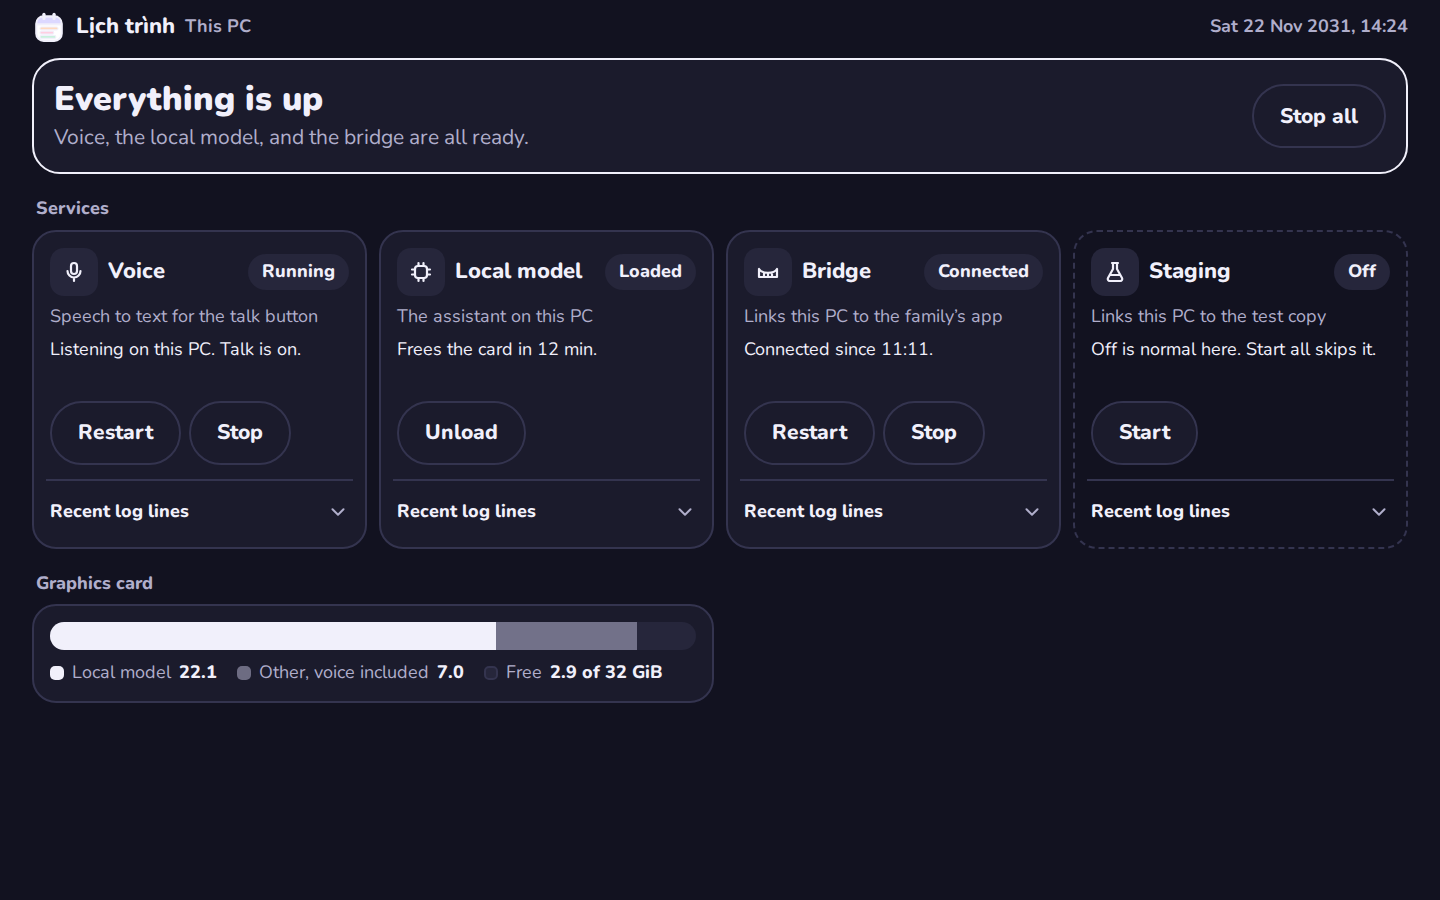 Lịch trình This PC
Sat 22 Nov 2031, 14:24
Everything is up
Voice, the local model, and the bridge are all ready.
Stop all
Services
Voice
Running
Speech to text for the talk button
Listening on this PC. Talk is on.
Restart
Stop
Recent log lines
Local model
Loaded
The assistant on this PC
Frees the card in 12 min.
Unload
Recent log lines
Bridge
Connected
Links this PC to the family’s app
Connected since 11:11.
Restart
Stop
Recent log lines
Staging
Off
Links this PC to the test copy
Off is normal here. Start all skips it.
Start
Recent log lines
Graphics card
Local model 22.1
Other, voice included 7.0
Free 2.9 of 32 GiB